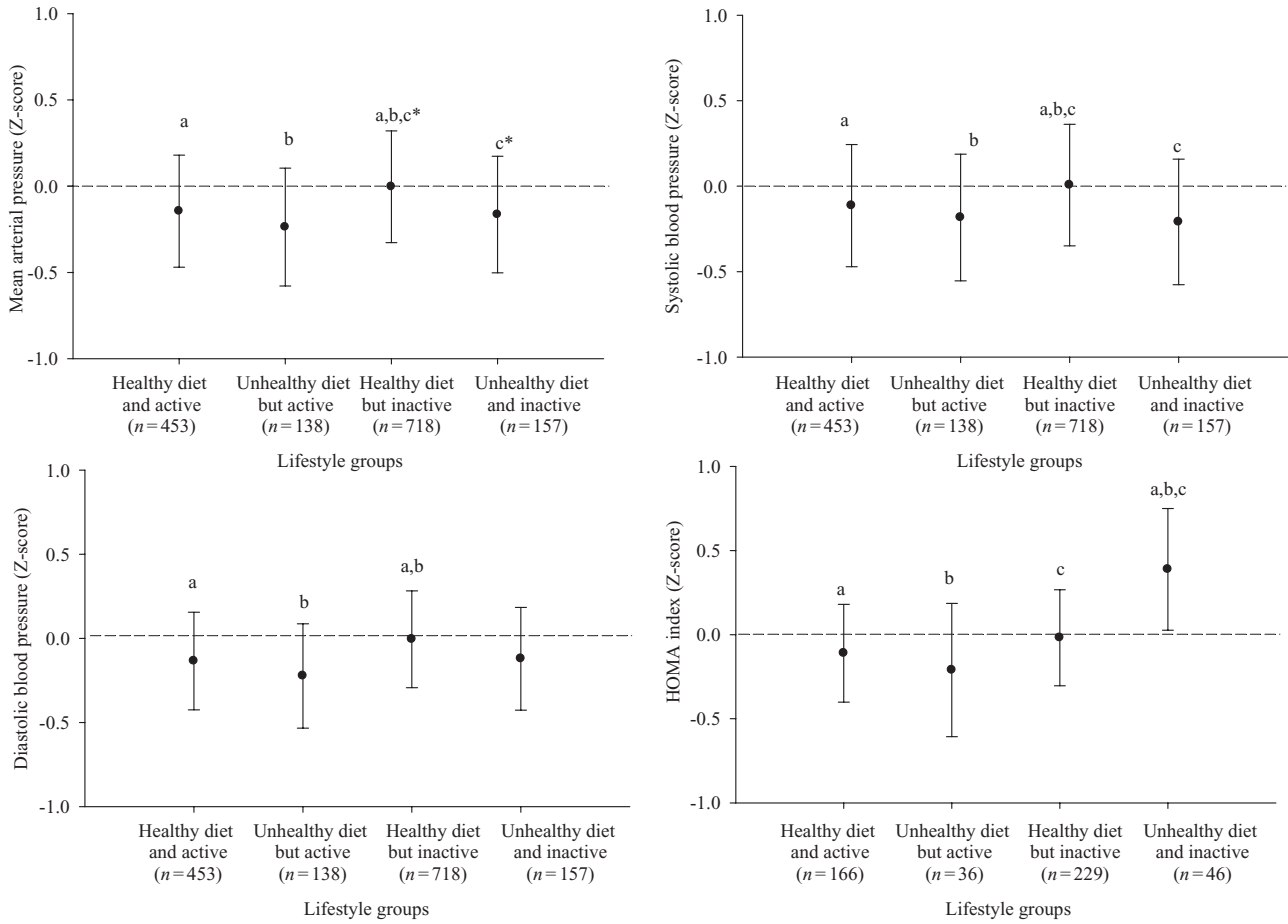 Mean arterial pressure (Z-score)
1.0
0.5
0.0
-0.5
-1.0
a
b
a,b,c*
c*
Healthy diet
and active
(n=453)
Unhealthy diet
but active
(n=138)
Healthy diet
but inactive
(n=718)
Unhealthy diet
and inactive
(n=157)
Lifestyle groups
Systolic blood pressure (Z-score)
1.0
0.5
0.0
-0.5
-1.0
a
b
a,b,c
c
Healthy diet
and active
(n=453)
Unhealthy diet
but active
(n=138)
Healthy diet
but inactive
(n=718)
Unhealthy diet
and inactive
(n=157)
Lifestyle groups
Diastolic blood pressure (Z-score)
1.0
0.5
0.0
-0.5
-1.0
a
b
a,b
Healthy diet
and active
(n=453)
Unhealthy diet
but active
(n=138)
Healthy diet
but inactive
(n=718)
Unhealthy diet
and inactive
(n=157)
Lifestyle groups
HOMA index (Z-score)
1.0
0.5
0.0
-0.5
-1.0
a
b
c
a,b,c
Healthy diet
and active
(n=166)
Unhealthy diet
but active
(n=36)
Healthy diet
but inactive
(n=229)
Unhealthy diet
and inactive
(n=46)
Lifestyle groups